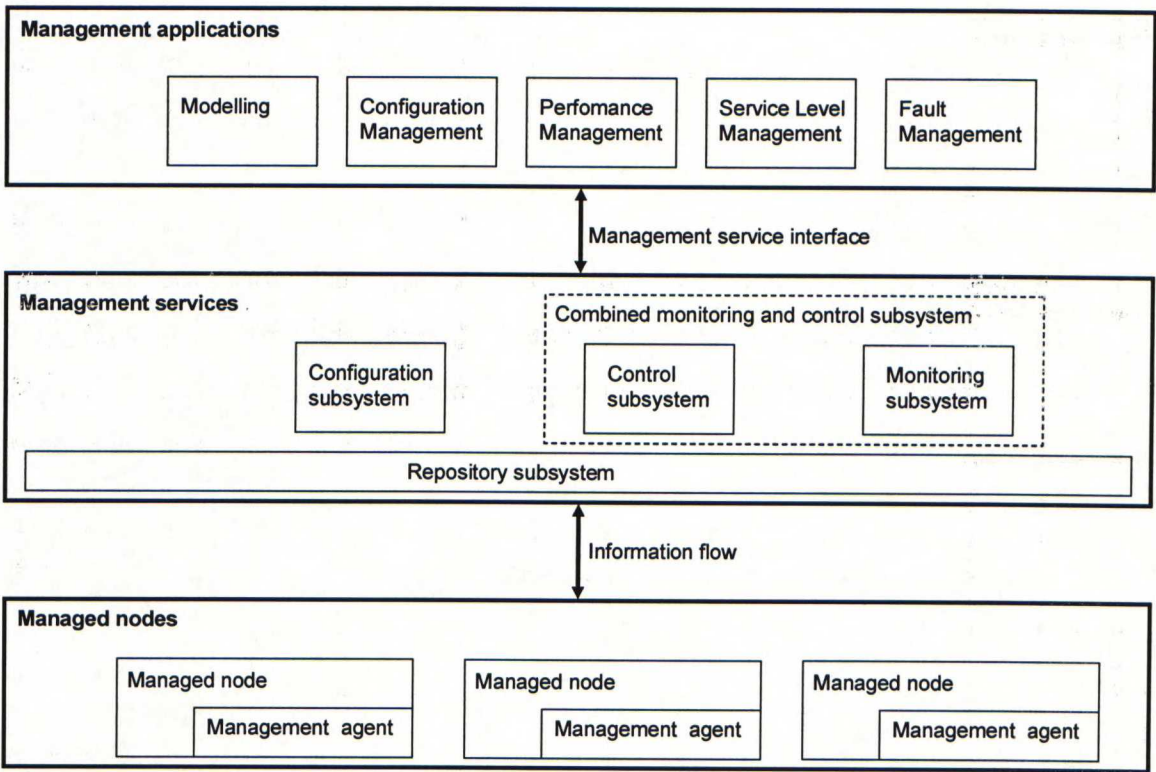 Management applications
Modelling
Configuration
Management
Perfomance
Management
Service Level
Management
Fault
Management
Management service interface
Management services
Combined monitoring and control subsystem
Configuration
subsystem
Control
subsystem
Monitoring
subsystem
Repository subsystem
Information flow
Managed nodes
Managed node
Management agent
Managed node
Management agent
Managed node
Management agent